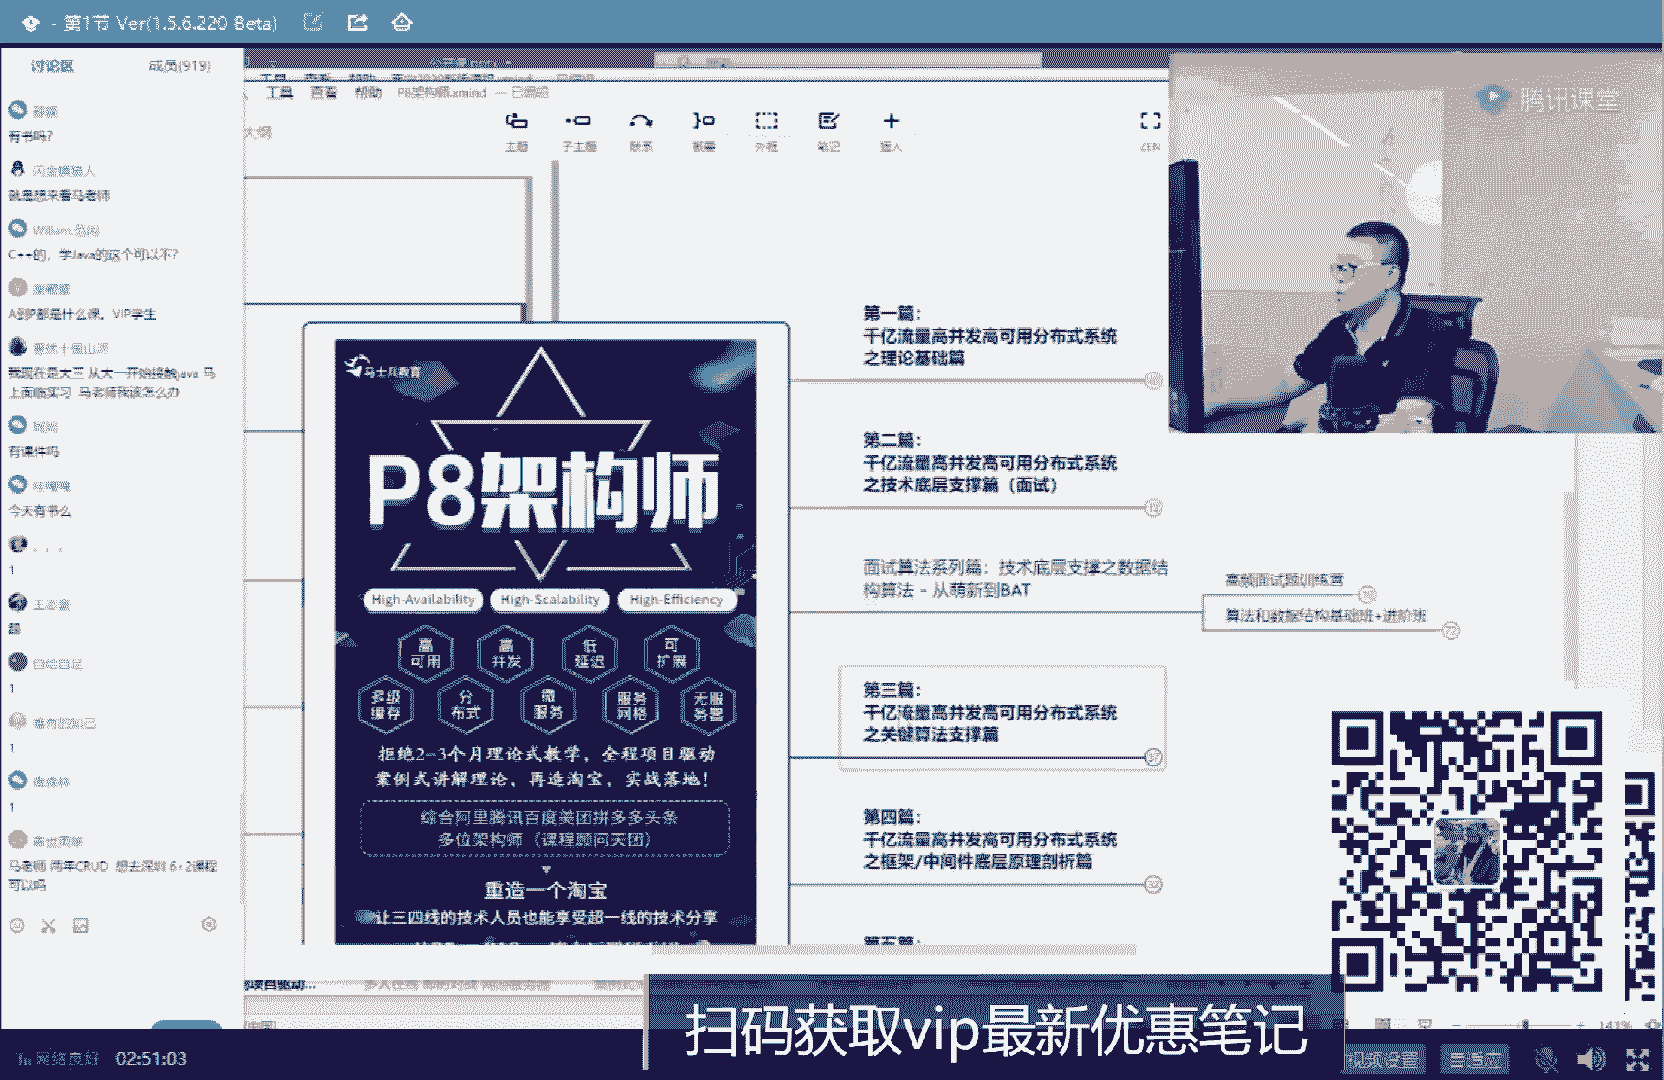 - 第1节 Ver(1.5.6.220 Beta)
讨论区 成员(919)
有书吗?
就是想来看马老师
C++的，学Java的这个可以不?
A到P都是什么课，VIP学生
我现在是大三 从大一开始接触java 马
上面临实习 马老师我该怎么办
有课件吗
今天有书么
1
1
1
1
马老师 两年CRUD 想去深圳 6·2课程
可以吗
网络良好 02:51:03
工具 查看 帮助 P8架构师.xmind — 已编辑
大纲
主题 子主题 联系 概要 外框 笔记 插入 ZEN
腾讯课堂
马士兵教育
P8架构师
High-Availability High-Scalability High-Efficiency
高可用 高并发 低延迟 可扩展
多级缓存 分布式 微服务 服务网格 无服务器
拒绝2-3个月理论式教学，全程项目驱动
案例式讲解理论，再造淘宝，实战落地!
综合阿里腾讯百度美团拼多多头条
多位架构师（课程顾问天团）
重造一个淘宝
让三四线的技术人员也能享受超一线的技术分享
第一篇：
千亿流量高并发高可用分布式系统
之理论基础篇
第二篇：
千亿流量高并发高可用分布式系统
之技术底层支撑篇（面试）
12
面试算法系列篇：技术底层支撑之数据结
构算法 - 从萌新到BAT
高频面试题训练营
算法和数据结构基础班+进阶班
72
第三篇：
千亿流量高并发高可用分布式系统
之关键算法支撑篇
第四篇：
千亿流量高并发高可用分布式系统
之框架/中间件底层原理剖析篇
32
第五篇：
项目驱动...
扫码获取vip最新优惠笔记
141%
视频设置